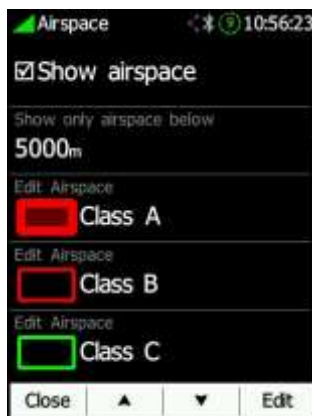 Airspace 9 10:56:23
Show airspace
Show only airspace below
5000m
Edit Airspace
Class A
Edit Airspace
Class B
Edit Airspace
Class C
Close Edit